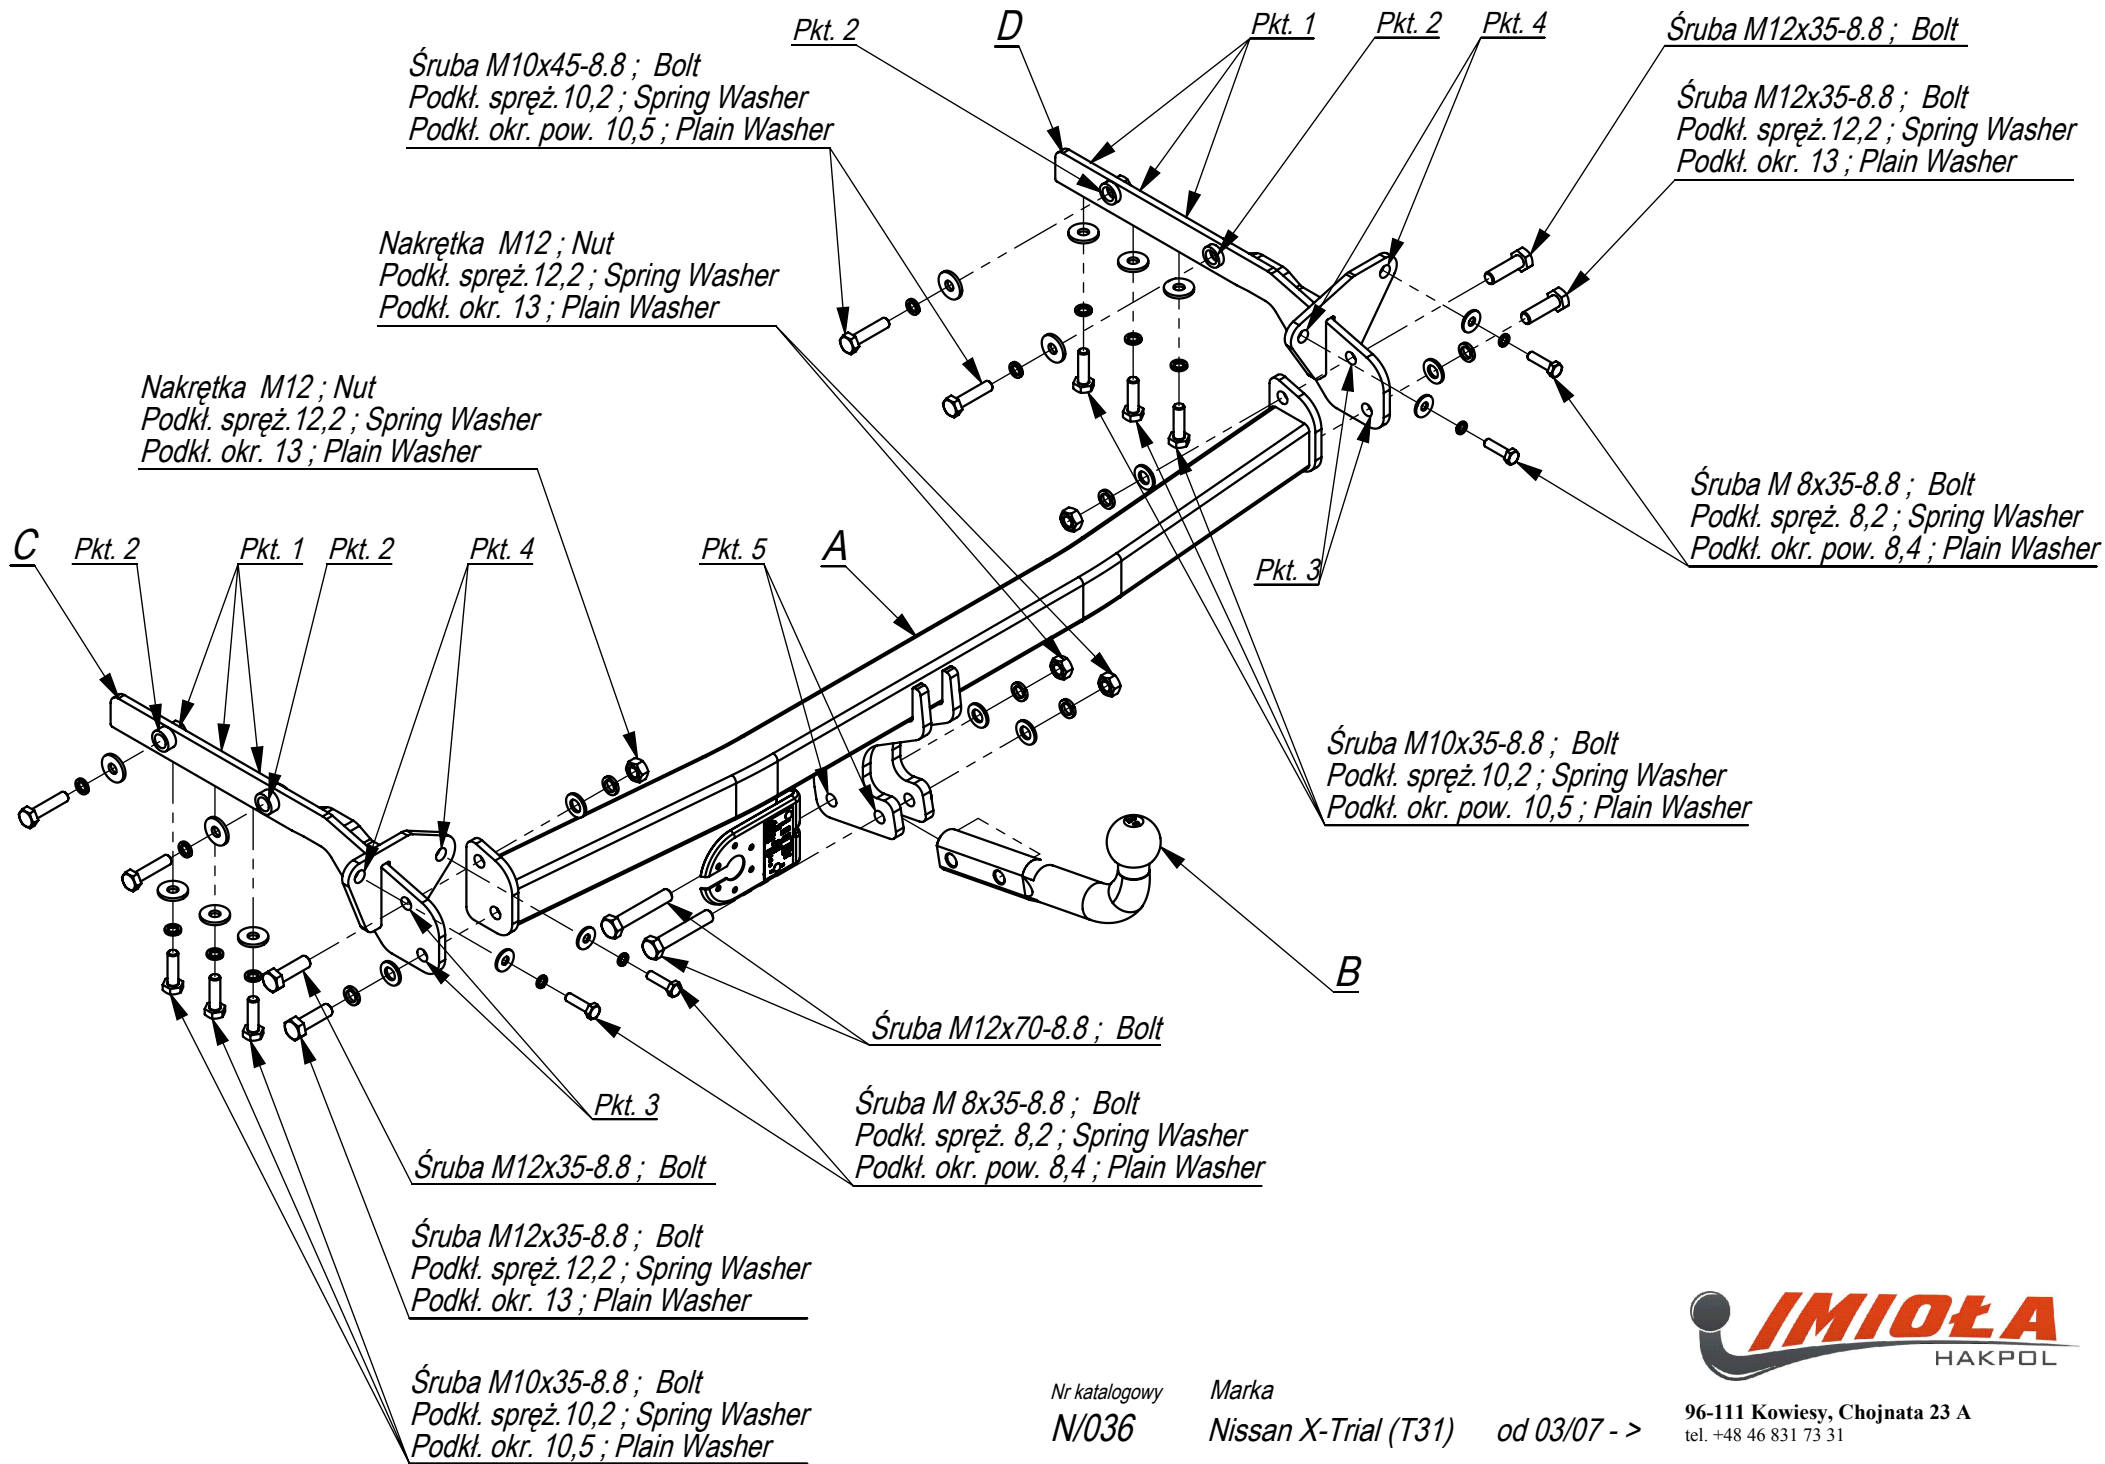 Pkt. 2
D
Pkt. 1
Pkt. 2
Pkt. 4
Śruba M12x35-8.8 ; Bolt
Śruba M10x45-8.8 ; Bolt
Podkł. spręż.10,2 ; Spring Washer
Podkł. okr. pow. 10,5 ; Plain Washer
Śruba M12x35-8.8 ; Bolt
Podkł. spręż.12,2 ; Spring Washer
Podkł. okr. 13 ; Plain Washer
Nakrętka M12 ; Nut
Podkł. spręż.12,2 ; Spring Washer
Podkł. okr. 13 ; Plain Washer
Nakrętka M12 ; Nut
Podkł. spręż.12,2 ; Spring Washer
Podkł. okr. 13 ; Plain Washer
Śruba M 8x35-8.8 ; Bolt
Podkł. spręż. 8,2 ; Spring Washer
Podkł. okr. pow. 8,4 ; Plain Washer
C
Pkt. 2
Pkt. 1
Pkt. 2
Pkt. 4
Pkt. 5
A
Pkt. 3
Śruba M10x35-8.8 ; Bolt
Podkł. spręż.10,2 ; Spring Washer
Podkł. okr. pow. 10,5 ; Plain Washer
B
Śruba M12x70-8.8 ; Bolt
Pkt. 3
Śruba M 8x35-8.8 ; Bolt
Podkł. spręż. 8,2 ; Spring Washer
Podkł. okr. pow. 8,4 ; Plain Washer
Śruba M12x35-8.8 ; Bolt
Śruba M12x35-8.8 ; Bolt
Podkł. spręż.12,2 ; Spring Washer
Podkł. okr. 13 ; Plain Washer
Śruba M10x35-8.8 ; Bolt
Podkł. spręż.10,2 ; Spring Washer
Podkł. okr. 10,5 ; Plain Washer
Nr katalogowy
N/036
Marka
Nissan X-Trial (T31) od 03/07 - >
IMIOŁA
HAKPOL
96-111 Kowiesy, Chojnata 23 A
tel. +48 46 831 73 31